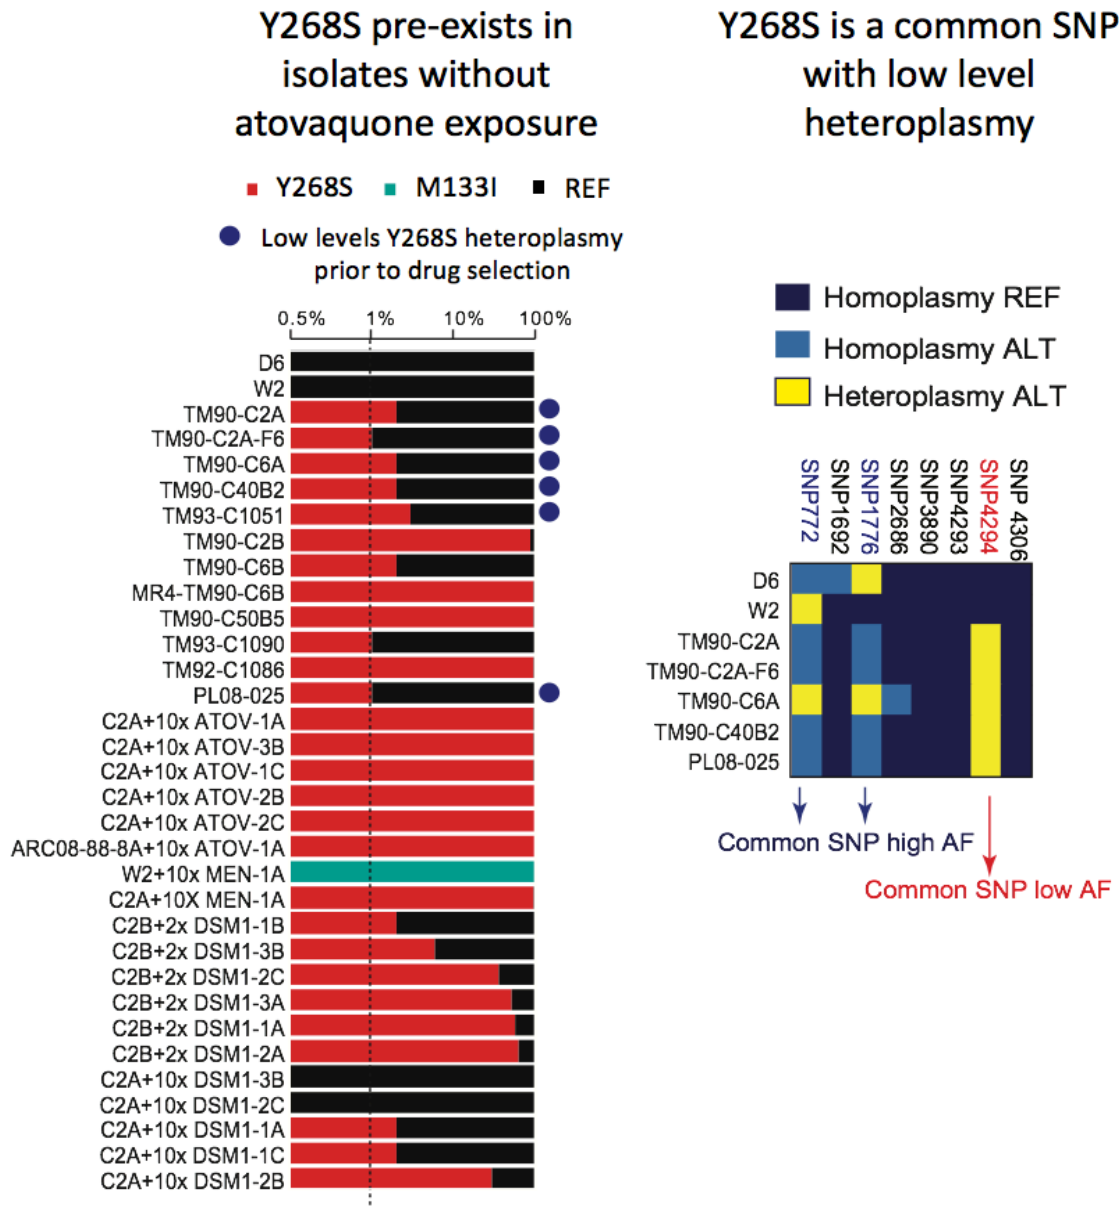 Y268S pre-exists in
isolates without
atovaquone exposure
Y268S M133I REF
Low levels Y268S heteroplasmy
prior to drug selection
0.5% 1% 10% 100%
D6
W2
TM90-C2A
TM90-C2A-F6
TM90-C6A
TM90-C40B2
TM93-C1051
TM90-C2B
TM90-C6B
MR4-TM90-C6B
TM90-C50B5
TM93-C1090
TM92-C1086
PL08-025
C2A+10x ATOV-1A
C2A+10x ATOV-3B
C2A+10x ATOV-1C
C2A+10x ATOV-2B
C2A+10x ATOV-2C
ARC08-88-8A+10x ATOV-1A
W2+10x MEN-1A
C2A+10X MEN-1A
C2B+2x DSM1-1B
C2B+2x DSM1-3B
C2B+2x DSM1-2C
C2B+2x DSM1-3A
C2B+2x DSM1-1A
C2B+2x DSM1-2A
C2A+10x DSM1-3B
C2A+10x DSM1-2C
C2A+10x DSM1-1A
C2A+10x DSM1-1C
C2A+10x DSM1-2B
Y268S is a common SNP
with low level
heteroplasmy
Homoplasmy REF
Homoplasmy ALT
Heteroplasmy ALT
SNP772
SNP1692
SNP1776
SNP2686
SNP3890
SNP4293
SNP4294
SNP 4306
D6
W2
TM90-C2A
TM90-C2A-F6
TM90-C6A
TM90-C40B2
PL08-025
Common SNP high AF
Common SNP low AF